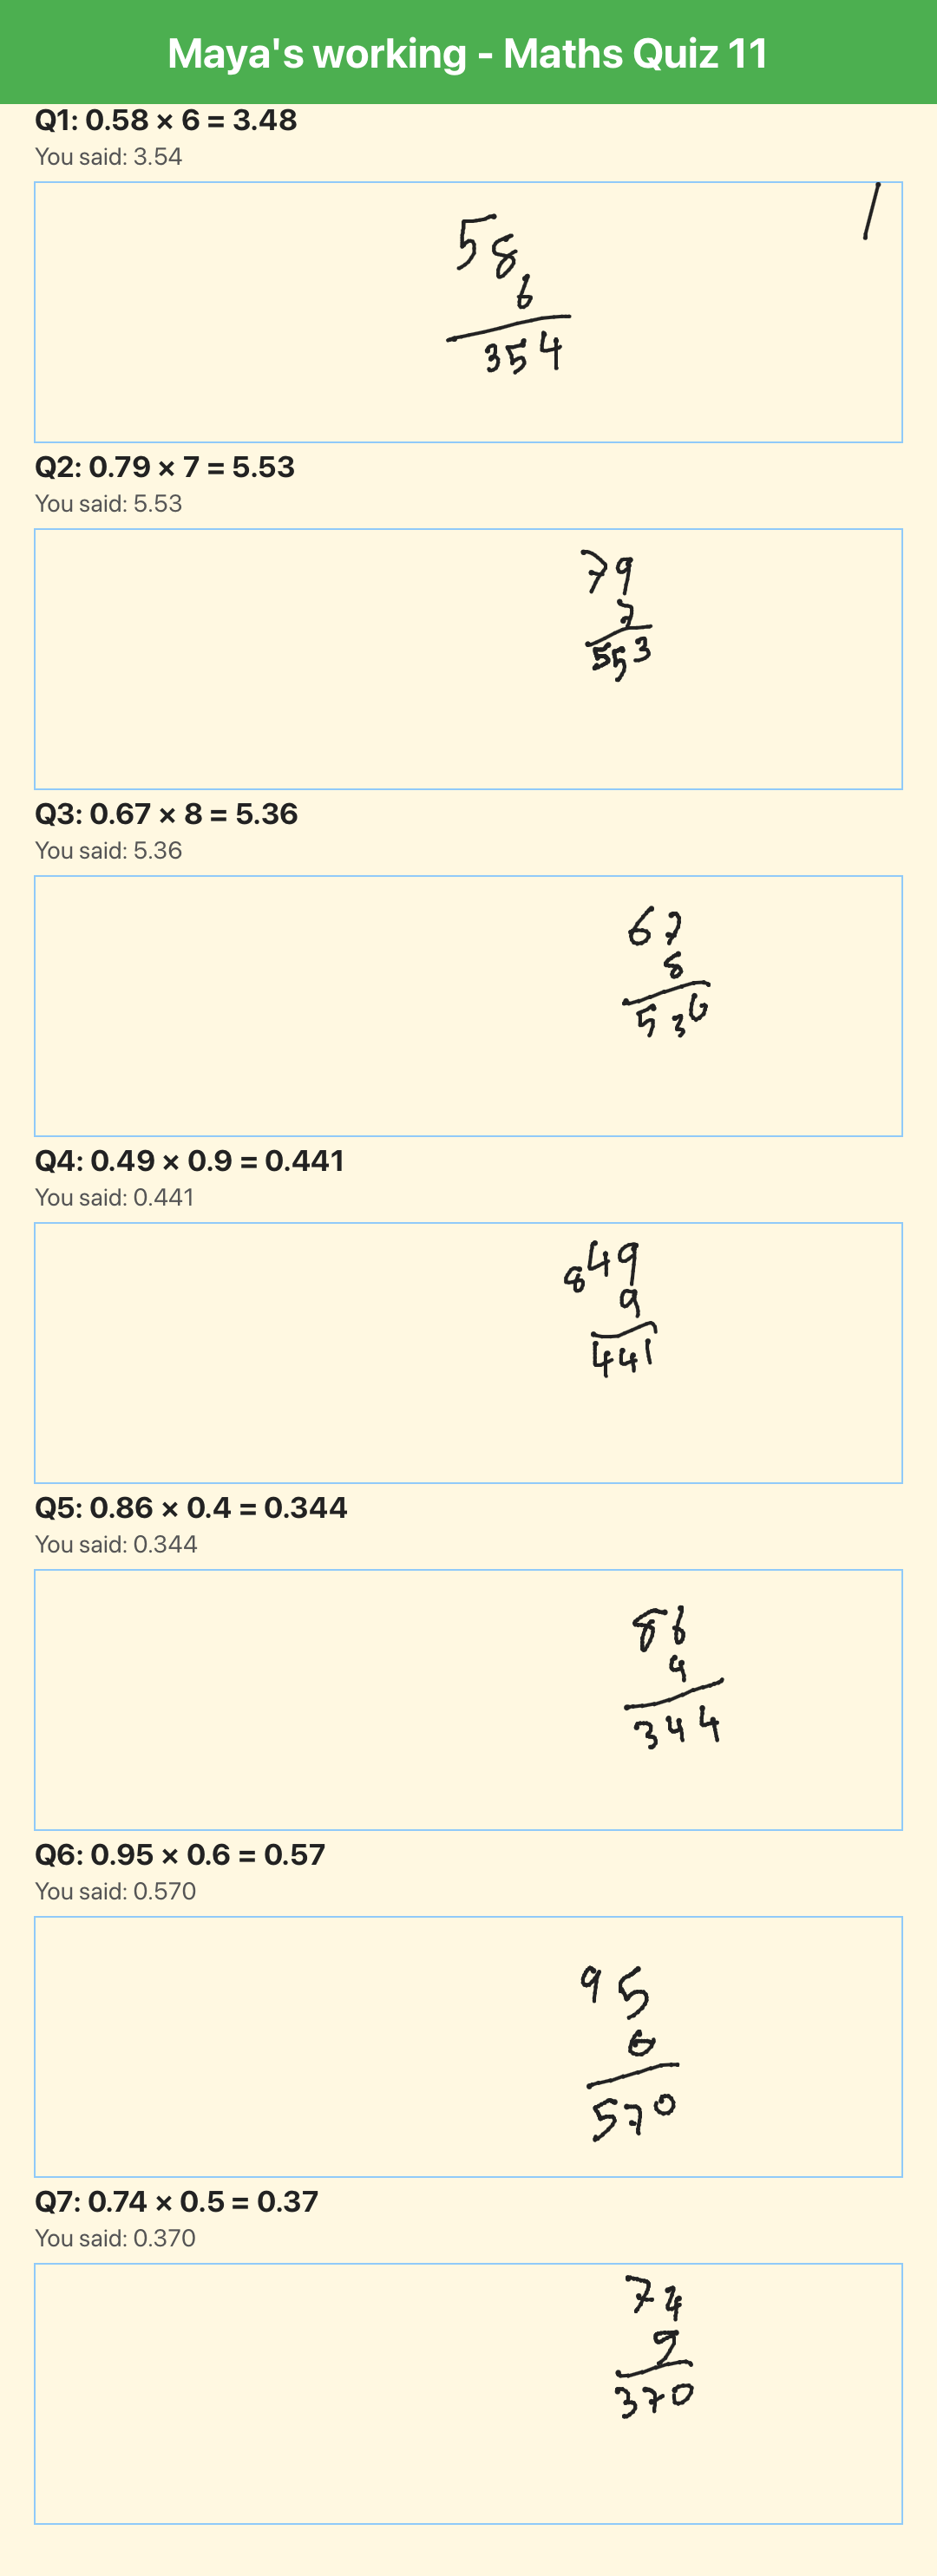 Maya's working - Maths Quiz 11
Q1: 0.58 × 6 = 3.48
You said: 3.54
58
6
354
Q2: 0.79 × 7 = 5.53
You said: 5.53
79
7
553
Q3: 0.67 × 8 = 5.36
You said: 5.36
67
8
536
Q4: 0.49 × 0.9 = 0.441
You said: 0.441
8 49
9
441
Q5: 0.86 × 0.4 = 0.344
You said: 0.344
86
4
344
Q6: 0.95 × 0.6 = 0.57
You said: 0.570
95
6
570
Q7: 0.74 × 0.5 = 0.37
You said: 0.370
74
5
370